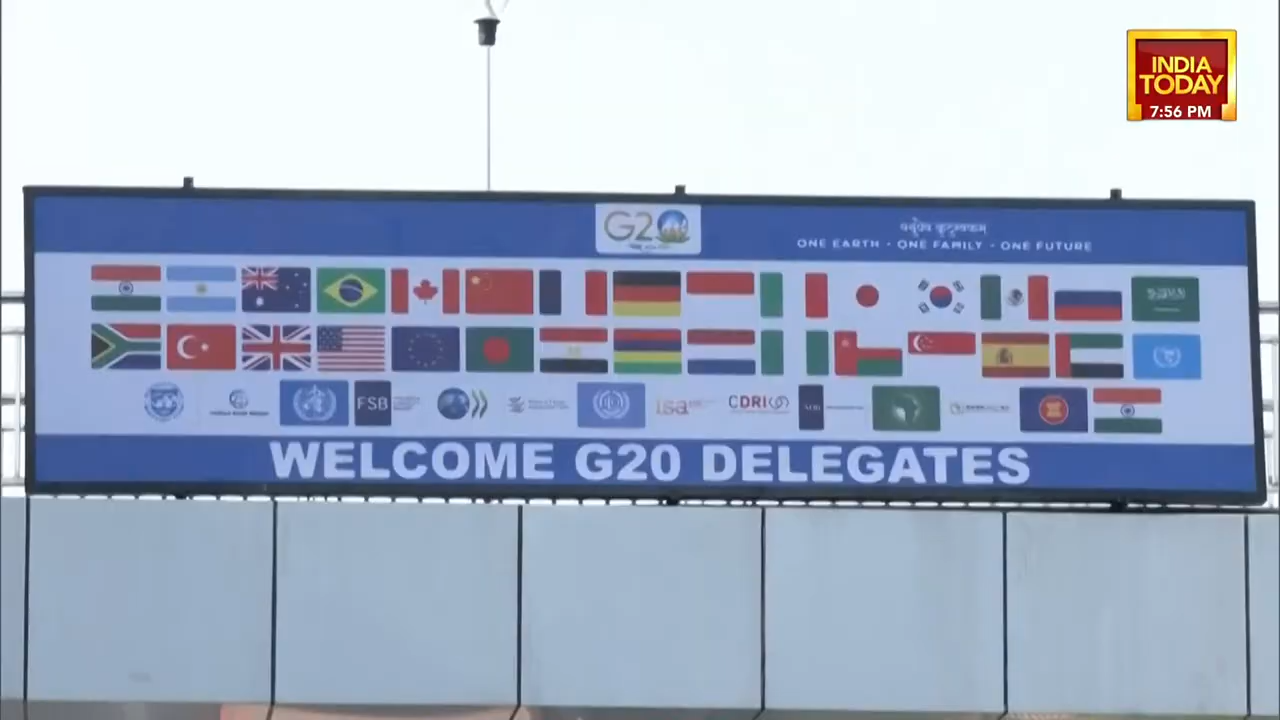 INDIA
TODAY
7:56 PM
G20
वसुधैव कुटुम्बकम्
ONE EARTH - ONE FAMILY - ONE FUTURE
FSB
isa
CDRI
WELCOME G20 DELEGATES